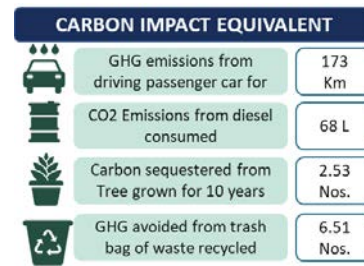 CARBON IMPACT EQUIVALENT
GHG emissions from
driving passenger car for
173
Km
CO2 Emissions from diesel
consumed
68 L
Carbon sequestered from
Tree grown for 10 years
2.53
Nos.
GHG avoided from trash
bag of waste recycled
6.51
Nos.